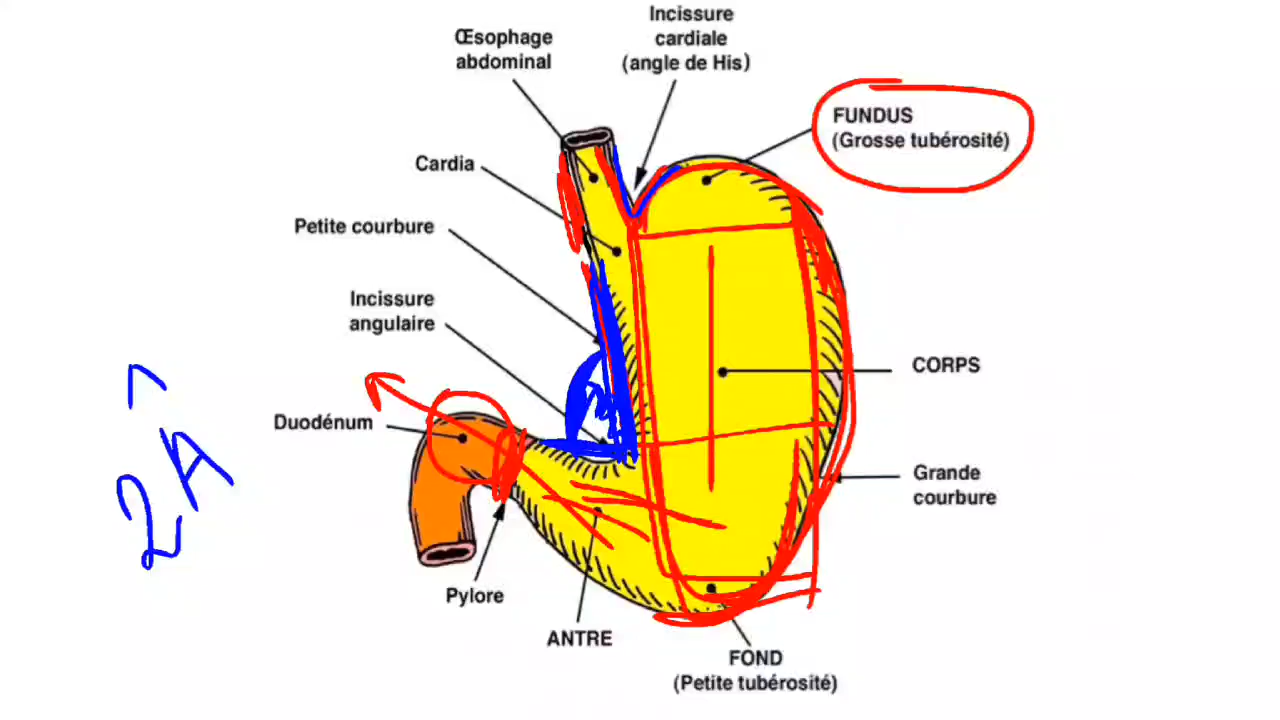 Incissure
cardiale
(angle de His)
Œsophage
abdominal
FUNDUS
(Grosse tubérosité)
Cardia
Petite courbure
Incissure
angulaire
CORPS
Duodénum
Grande
courbure
2A
Pylore
ANTRE
FOND
(Petite tubérosité)